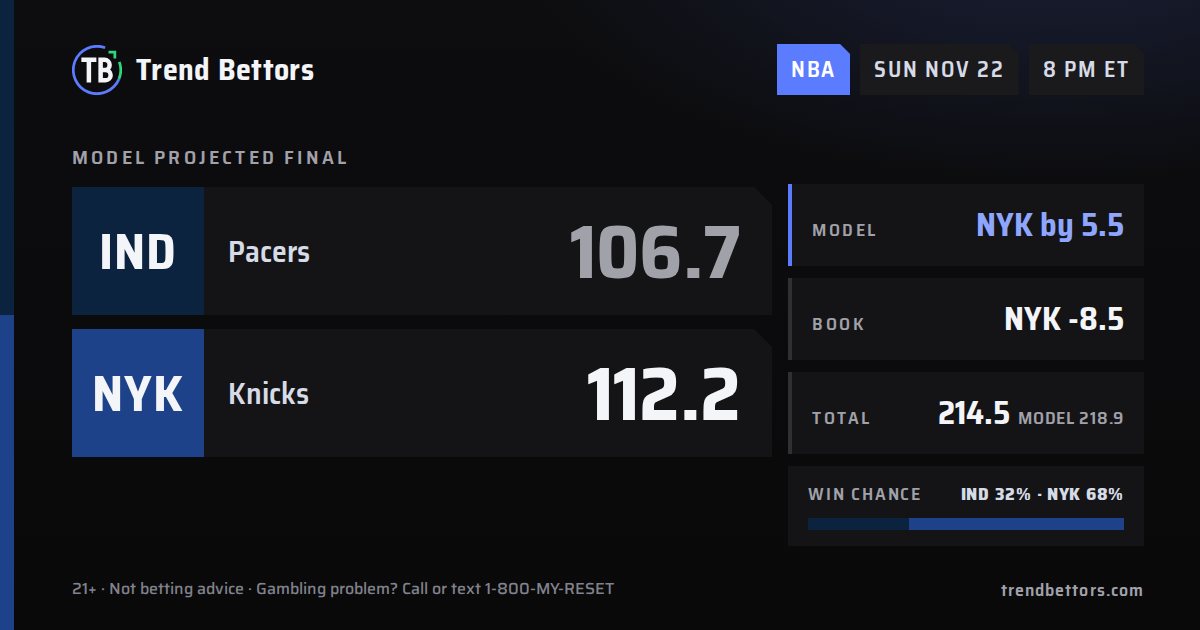 TB Trend Bettors
NBA SUN NOV 22 8 PM ET
MODEL PROJECTED FINAL
IND Pacers 106.7
NYK Knicks 112.2
MODEL NYK by 5.5
BOOK NYK -8.5
TOTAL 214.5 MODEL 218.9
WIN CHANCE IND 32% · NYK 68%
21+ · Not betting advice · Gambling problem? Call or text 1-800-MY-RESET
trendbettors.com